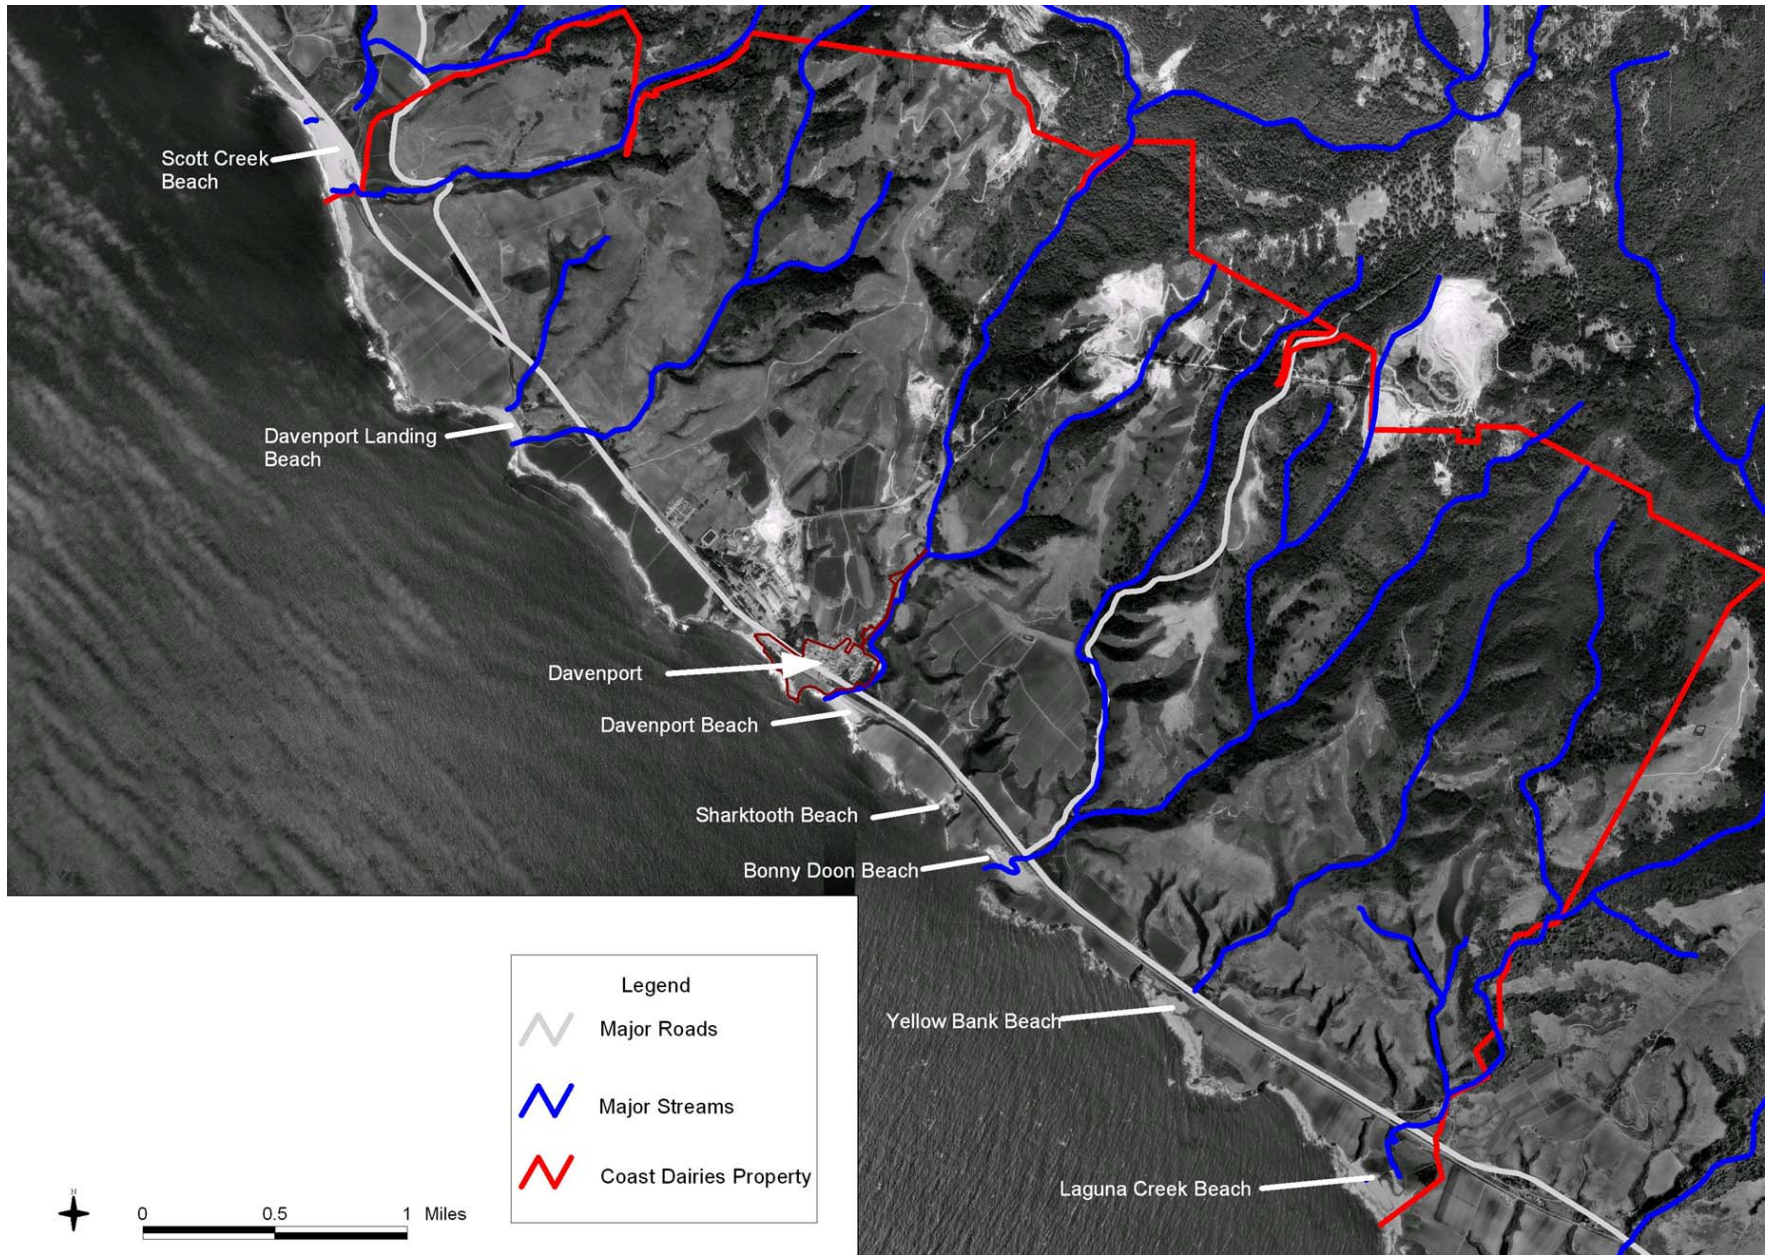 Scott Creek
Beach
Davenport Landing
Beach
Davenport
Davenport Beach
Sharktooth Beach
Bonny Doon Beach
Yellow Bank Beach
Laguna Creek Beach
Legend
Major Roads
Major Streams
Coast Dairies Property
N
0 0.5 1 Miles